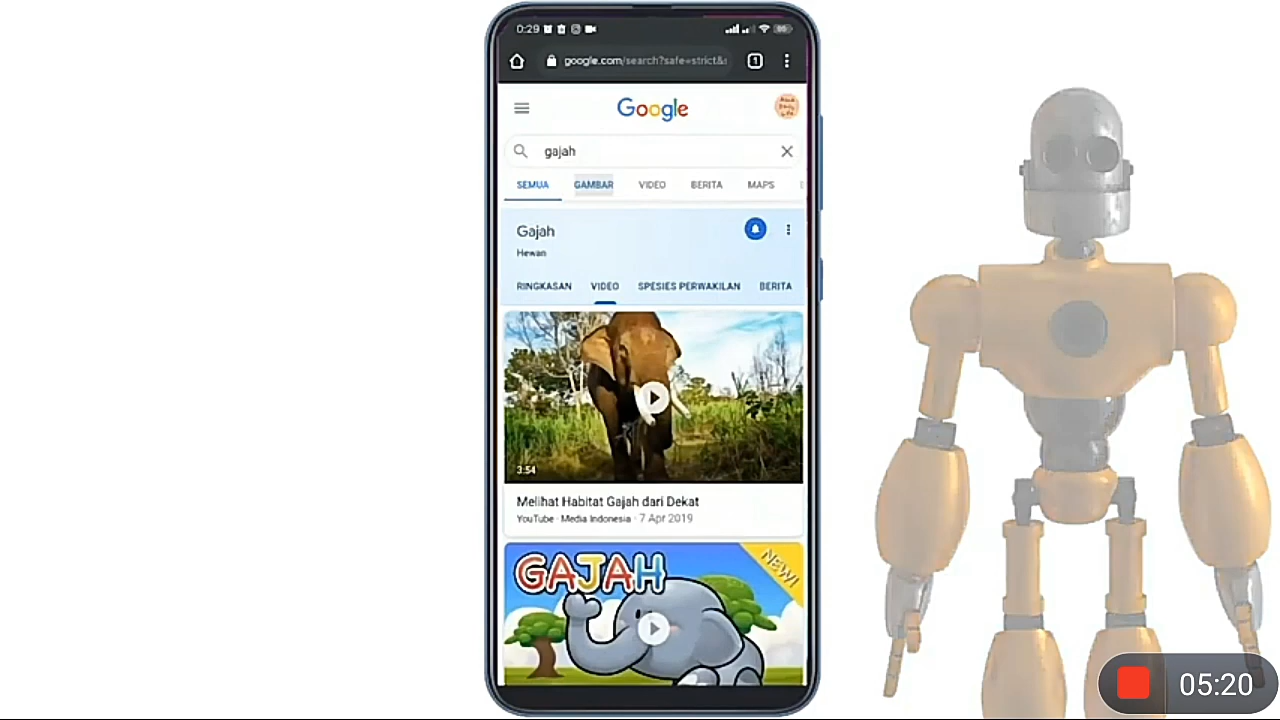 0:29
google.com/search?safe=strict&
1
Google
gajah
SEMUA GAMBAR VIDEO BERITA MAPS
Gajah
Hewan
RINGKASAN VIDEO SPESIES PERWAKILAN BERITA
3:54
Melihat Habitat Gajah dari Dekat
YouTube · Media Indonesia · 7 Apr 2019
GAJAH
NEW!
05:20